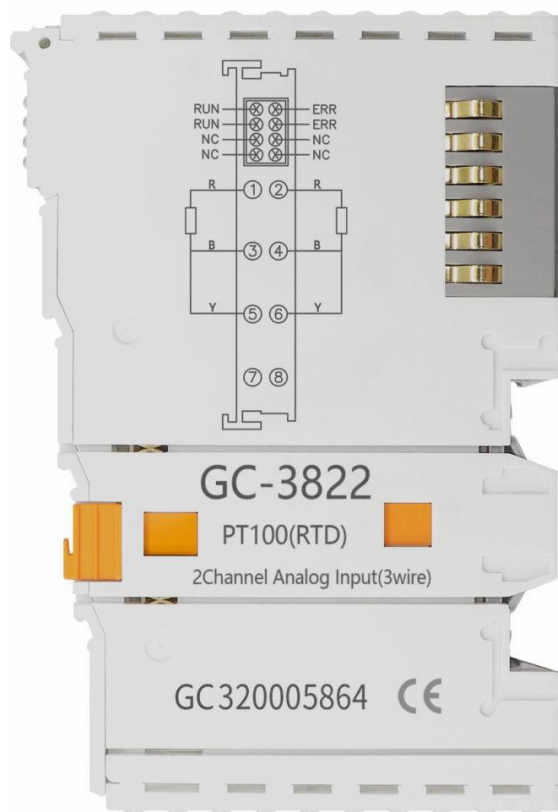 RUN ERR
RUN ERR
NC NC
NC NC
R 1 2 R
B 3 4 B
Y 5 6 Y
7 8
GC-3822
PT100(RTD)
2Channel Analog Input(3wire)
GC320005864 CE